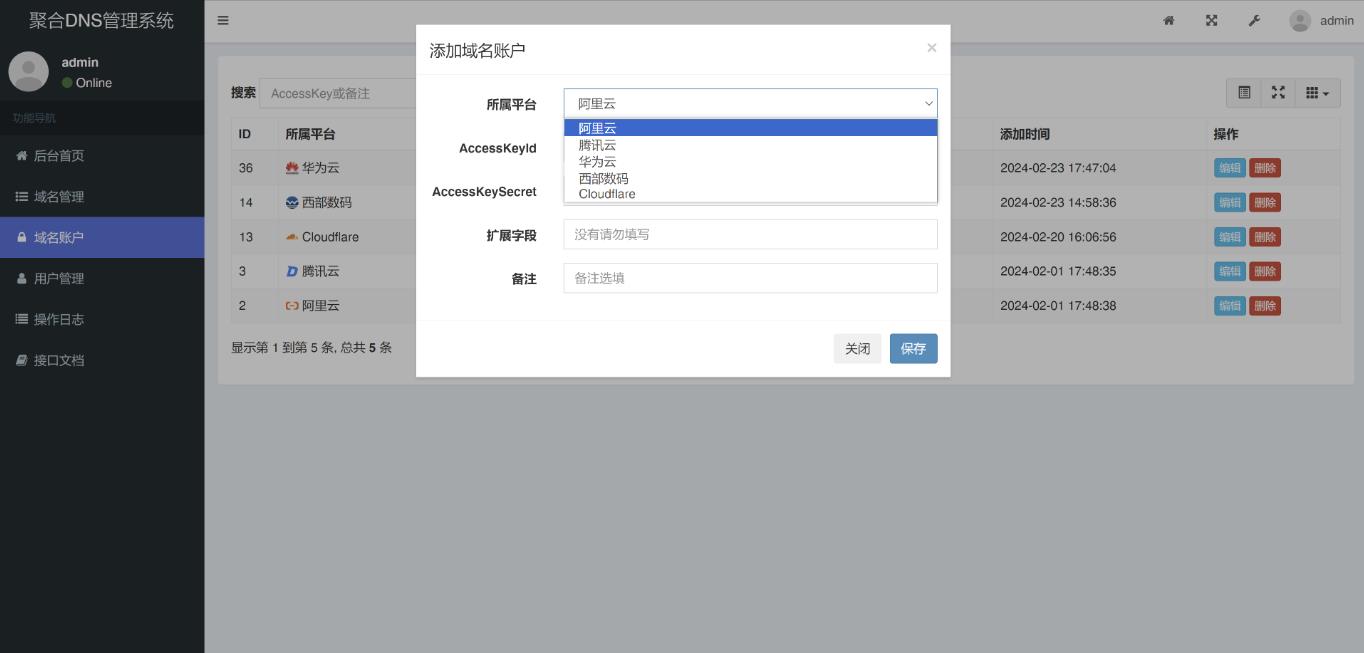 聚合DNS管理系统
admin
admin
Online
功能导航
后台首页
域名管理
域名账户
用户管理
操作日志
接口文档
搜索 AccessKey或备注
ID 所属平台 添加时间 操作
36 华为云 2024-02-23 17:47:04 编辑 删除
14 西部数码 2024-02-23 14:58:36 编辑 删除
13 Cloudflare 2024-02-20 16:06:56 编辑 删除
3 腾讯云 2024-02-01 17:48:35 编辑 删除
2 阿里云 2024-02-01 17:48:38 编辑 删除
显示第 1 到第 5 条, 总共 5 条
添加域名账户 ×
所属平台 阿里云
阿里云
腾讯云
华为云
西部数码
Cloudflare
AccessKeyId
AccessKeySecret
扩展字段 没有请勿填写
备注 备注选填
关闭 保存